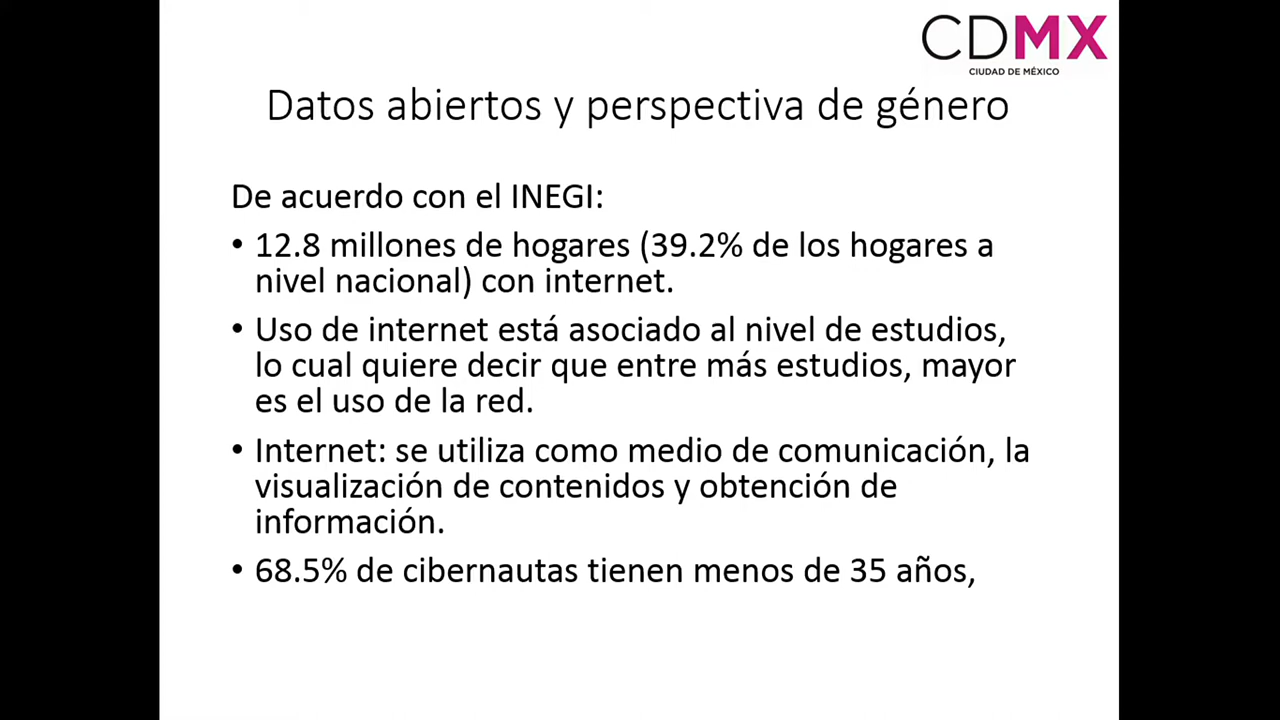 CDMX
CIUDAD DE MÉXICO
Datos abiertos y perspectiva de género
De acuerdo con el INEGI:
• 12.8 millones de hogares (39.2% de los hogares a
nivel nacional) con internet.
• Uso de internet está asociado al nivel de estudios,
lo cual quiere decir que entre más estudios, mayor
es el uso de la red.
• Internet: se utiliza como medio de comunicación, la
visualización de contenidos y obtención de
información.
• 68.5% de cibernautas tienen menos de 35 años,